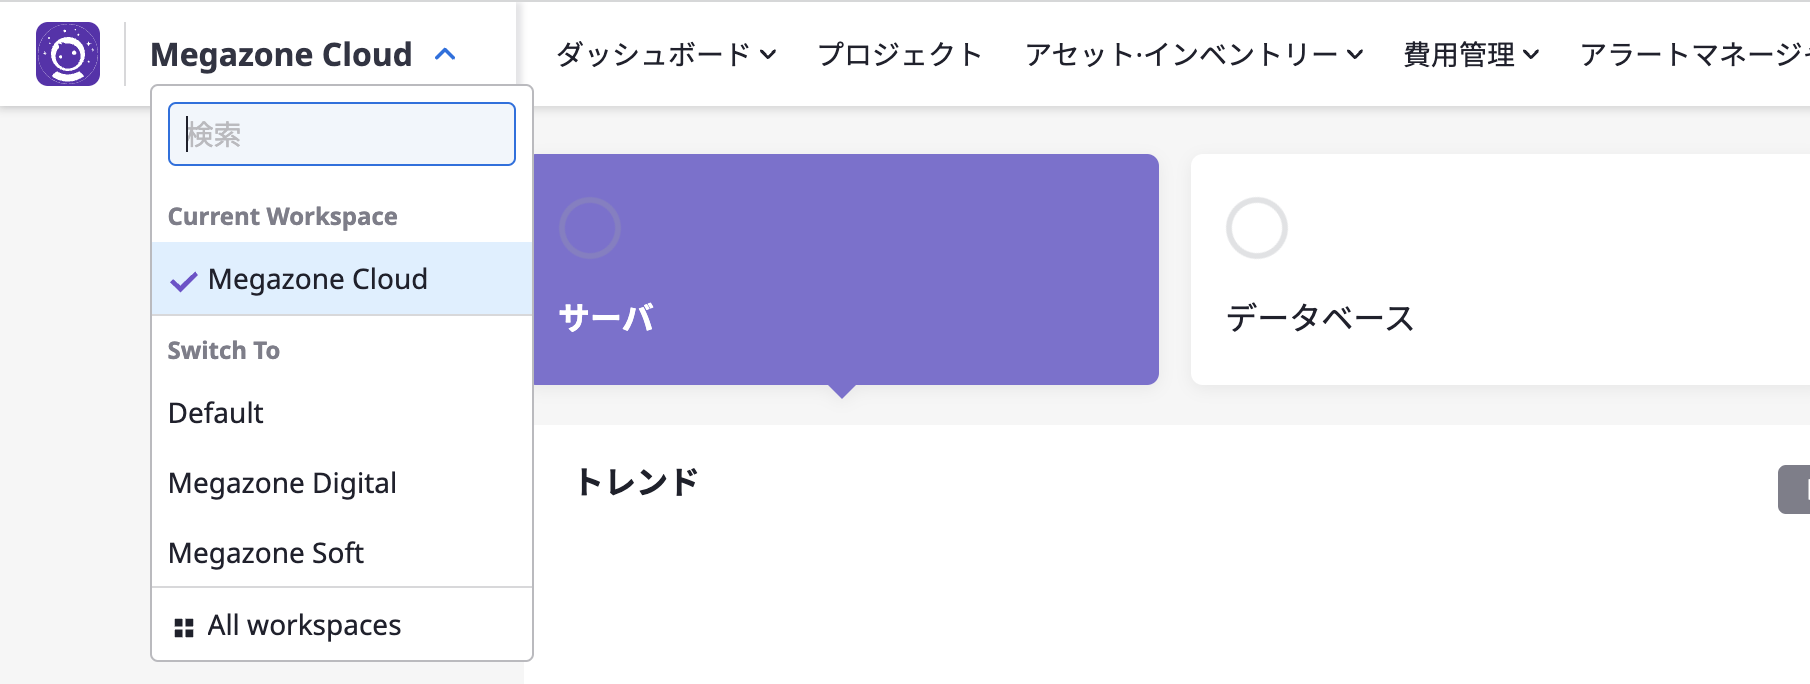 Megazone Cloud
ダッシュボード
プロジェクト
アセット·インベントリー
費用管理
アラートマネージ
検索
Current Workspace
Megazone Cloud
Switch To
Default
Megazone Digital
Megazone Soft
All workspaces
サーバ
データベース
トレンド